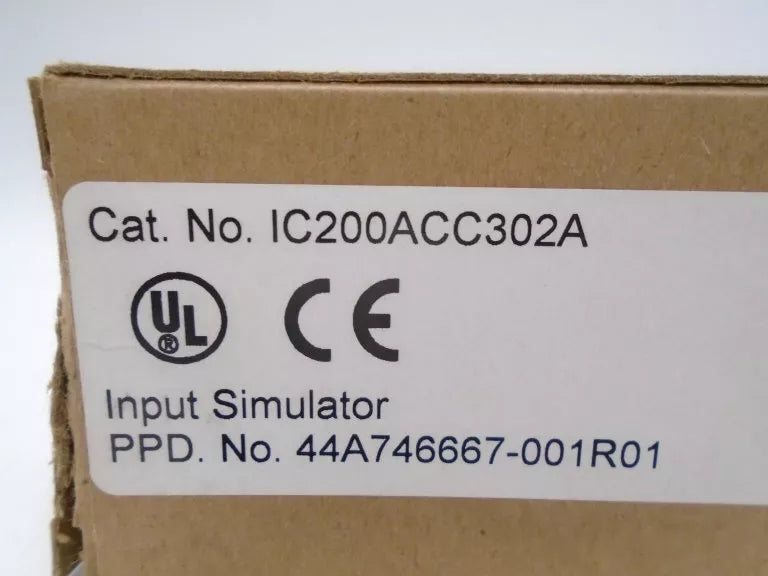 Cat. No. IC200ACC302A
UL® CE
Input Simulator
PPD. No. 44A746667-001R01